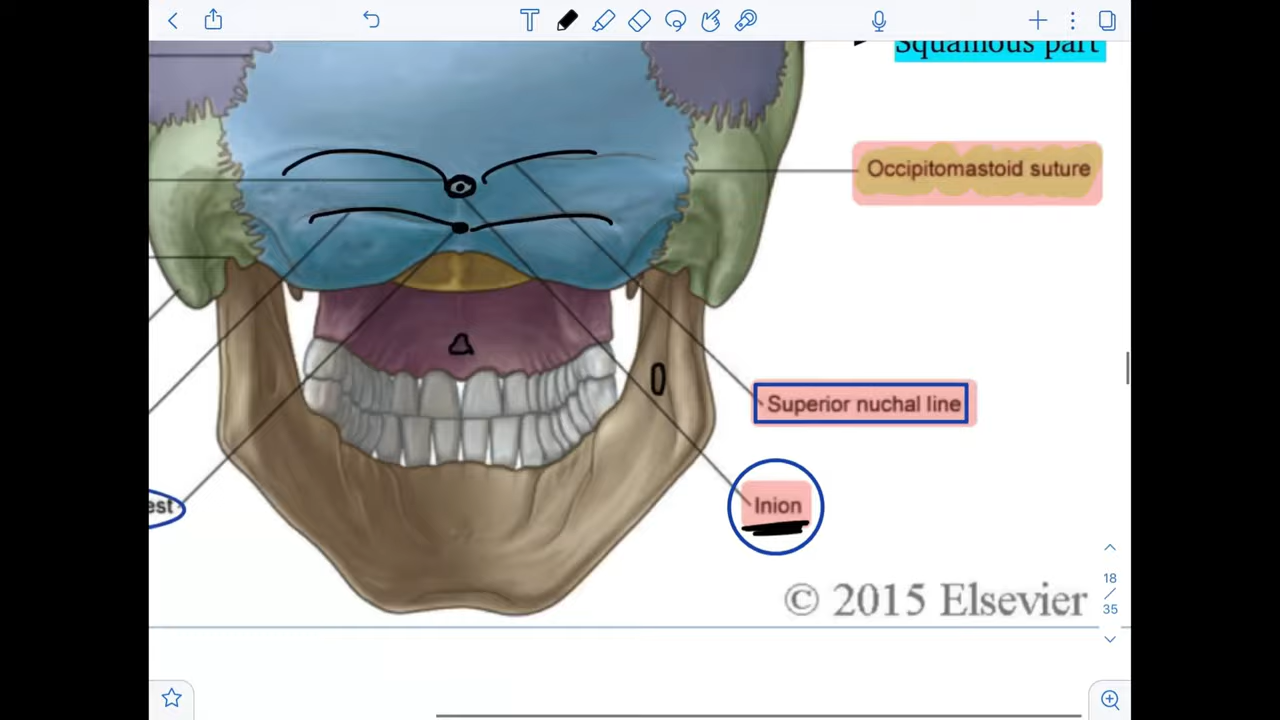 Squamous part
Occipitomastoid suture
Superior nuchal line
est
Inion
© 2015 Elsevier
18
/
35